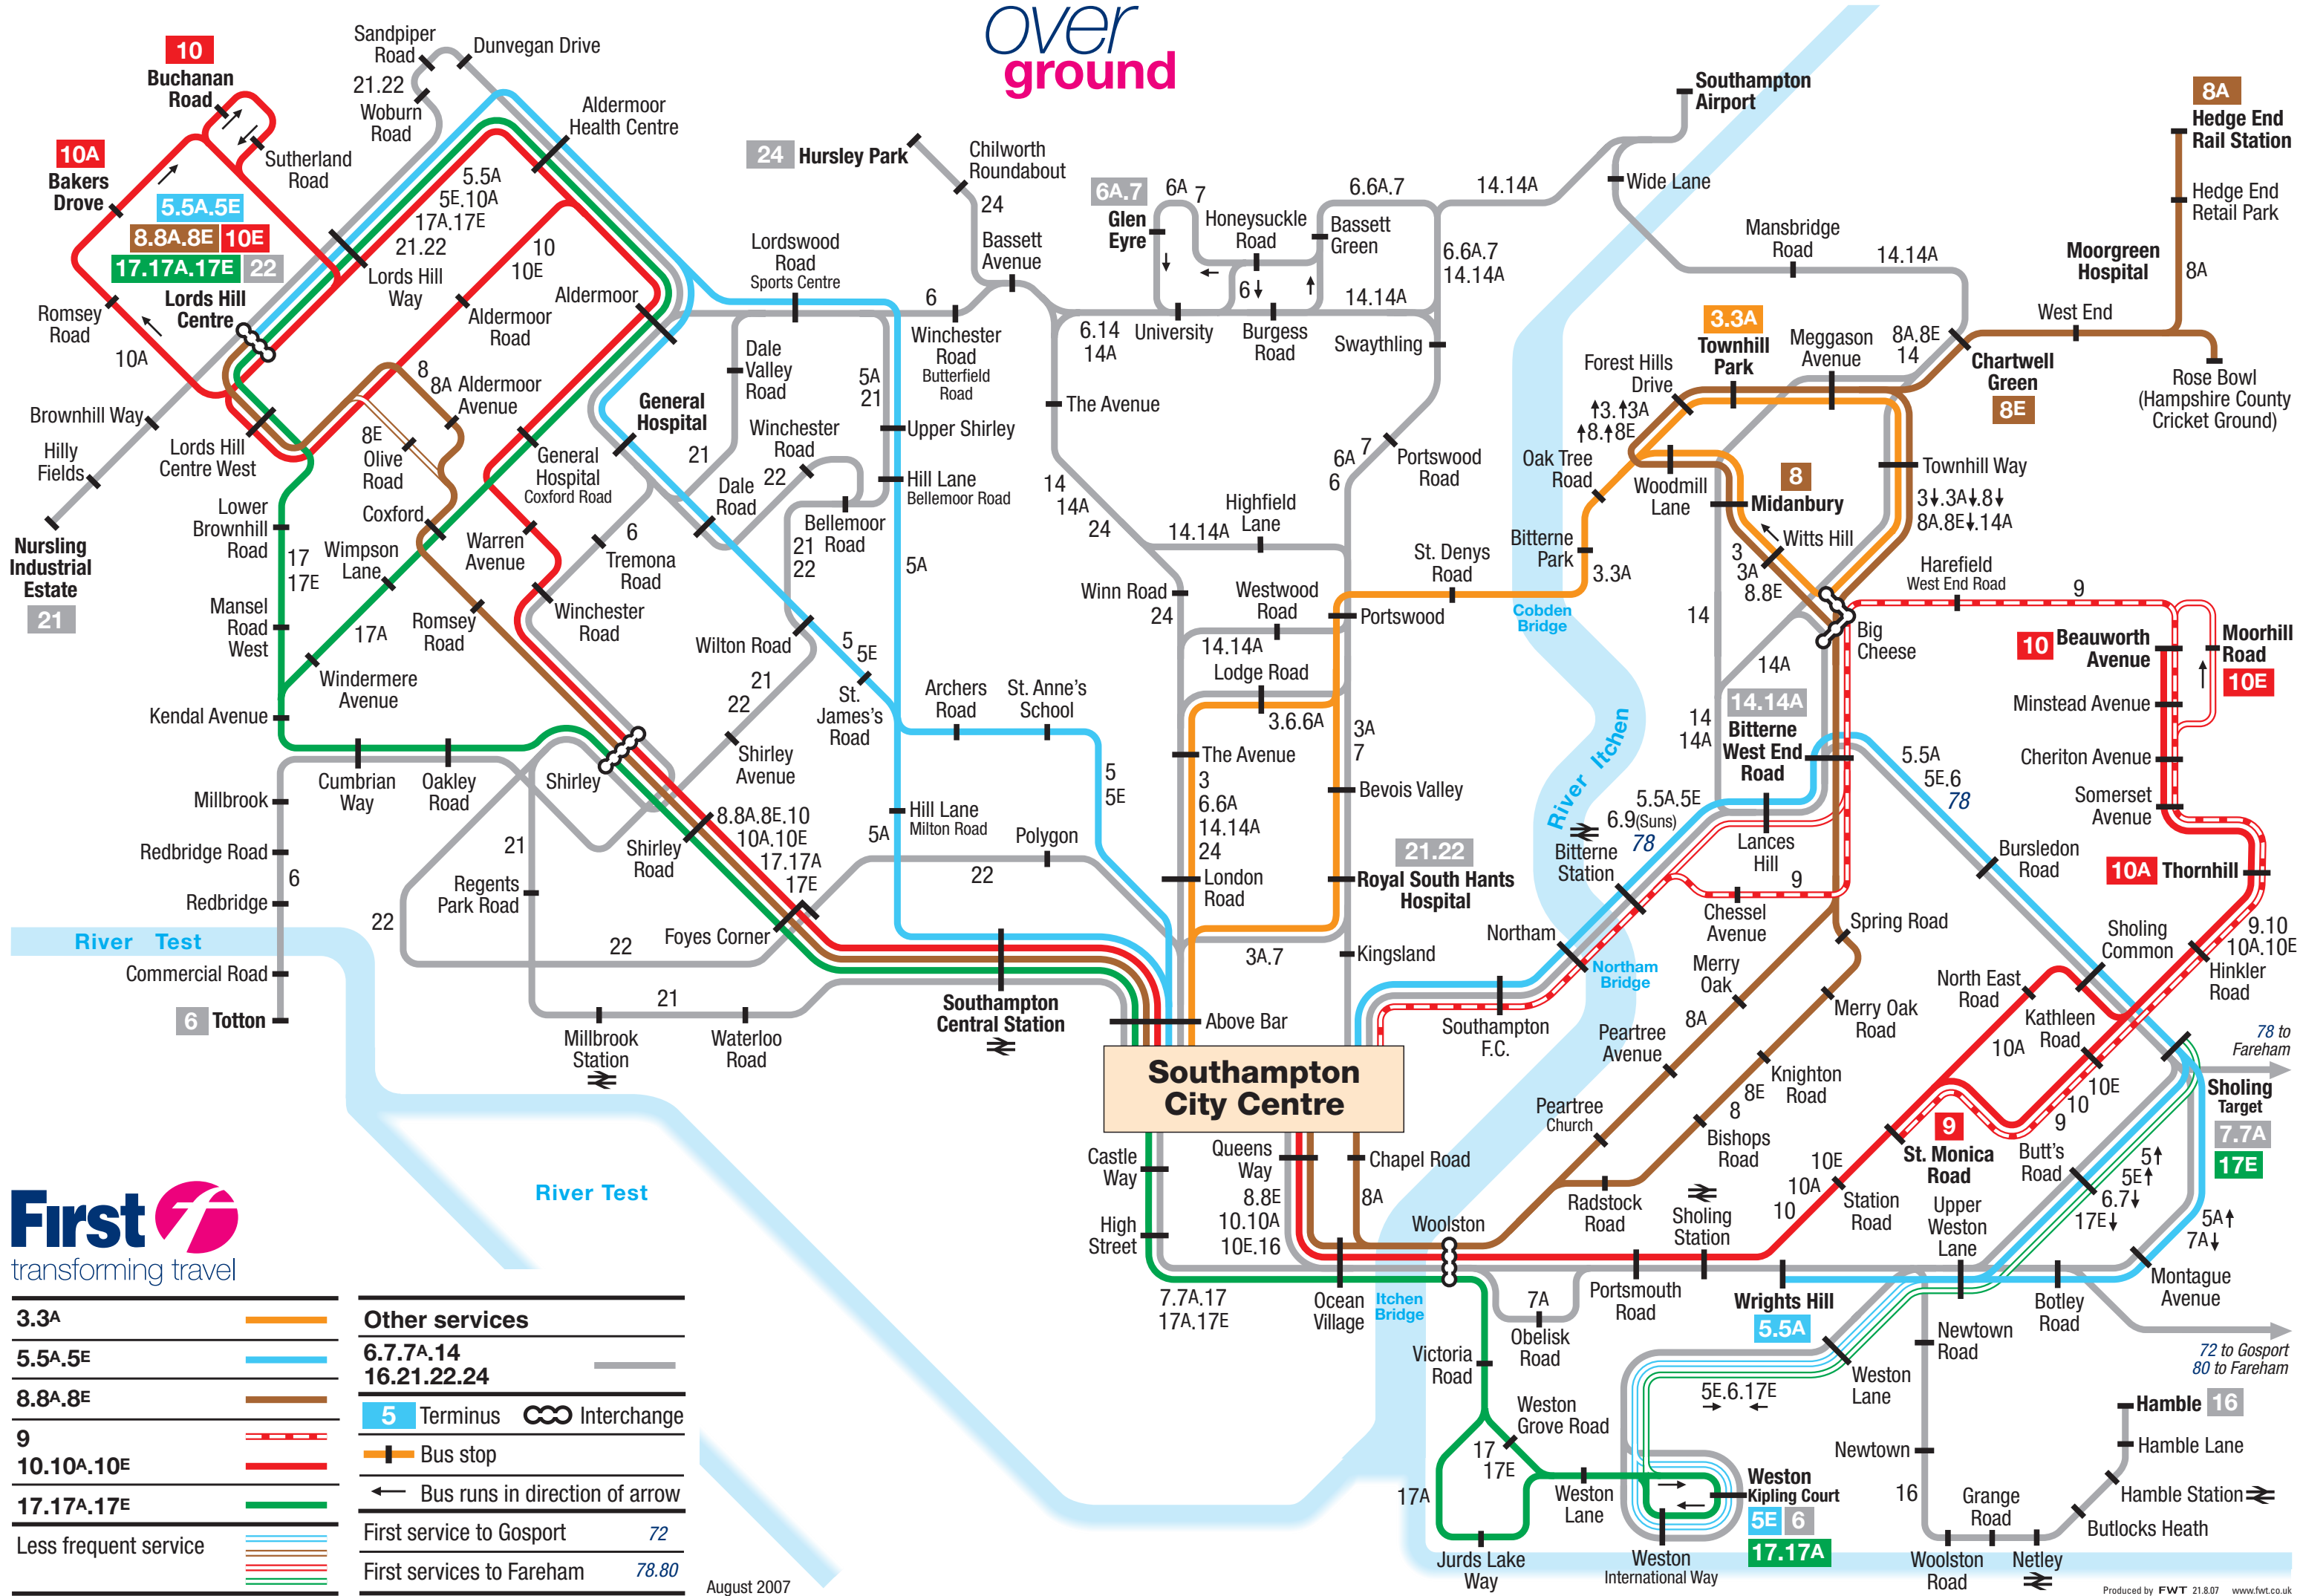 over
ground
10
Buchanan
Road
Sandpiper
Road
Dunvegan Drive
21.22
Woburn
Road
Aldermoor
Health Centre
Sutherland
Road
10A
Bakers
Drove
5.5A.5E
8.8A.8E
10E
17.17A.17E
22
Lords Hill
Centre
Romsey
Road
10A
5.5A
5E.10A
17A.17E
21.22
Lords Hill
Way
10
10E
Aldermoor
Aldermoor
Road
Brownhill Way
Hilly
Fields
Nursling
Industrial
Estate
21
Lords Hill
Centre West
8
8A
Aldermoor
Avenue
8E
Olive
Road
Coxford
General
Hospital
Coxford Road
Lower
Brownhill
Road
17
17E
Wimpson
Lane
Warren
Avenue
Mansel
Road
West
17A
Romsey
Road
Winchester
Road
Windermere
Avenue
Kendal Avenue
Cumbrian
Way
Oakley
Road
Shirley
Millbrook
Redbridge Road
6
Redbridge
River Test
Commercial Road
6
Totton
24
Hursley Park
Chilworth
Roundabout
24
Bassett
Avenue
Lordswood
Road
Sports Centre
6
Winchester
Road
Butterfield
Road
Dale
Valley
Road
5A
21
General
Hospital
21
Winchester
Road
22
Upper Shirley
Hill Lane
Bellemoor Road
Dale
Road
Bellemoor
Road
21
22
6
Tremona
Road
5A
Wilton Road
5
5E
21
22
St.
James's
Road
Archers
Road
St. Anne's
School
Shirley
Avenue
5
5E
Hill Lane
Milton Road
5A
Polygon
22
8.8A.8E.10
10A.10E
17.17A
17E
Shirley
Road
21
Regents
Park Road
22
22
Foyes Corner
21
Millbrook
Station
Waterloo
Road
Southampton
Central Station
Above Bar
Southampton
City Centre
6A.7
Glen
Eyre
6A
7
Honeysuckle
Road
6.6A.7
Bassett
Green
14.14A
6.6A.7
14.14A
6
14.14A
University
Burgess
Road
Swaythling
6.14
14A
The Avenue
14
14A
24
7
6A
6
Portswood
Road
Highfield
Lane
14.14A
Winn Road
24
Westwood
Road
14.14A
Portswood
St. Denys
Road
Lodge Road
3.6.6A
3A
7
The Avenue
3
6.6A
14.14A
24
Bevois Valley
London
Road
21.22
Royal South Hants
Hospital
3A.7
Kingsland
Southampton
Airport
Wide Lane
Mansbridge
Road
14.14A
8A
Hedge End
Rail Station
Hedge End
Retail Park
Moorgreen
Hospital
8A
West End
Rose Bowl
(Hampshire County
Cricket Ground)
3.3A
Townhill
Park
Meggason
Avenue
8A.8E
14
Chartwell
Green
8E
Forest Hills
Drive
↑3.↑3A
↑8.↑8E
Oak Tree
Road
Woodmill
Lane
8
Midanbury
Witts Hill
Townhill Way
3↓.3A↓.8↓
8A.8E↓.14A
Bitterne
Park
3.3A
3
3A
8.8E
Cobden
Bridge
Harefield
West End Road
9
Big
Cheese
10
Beauworth
Avenue
Moorhill
Road
10E
14
14A
14.14A
Bitterne
West End
Road
14
14A
Minstead Avenue
Cheriton Avenue
Somerset
Avenue
River Itchen
5.5A
5E.6
78
5.5A.5E
6.9(Suns)
78
Bitterne
Station
Lances
Hill
9
Chessel
Avenue
Bursledon
Road
10A
Thornhill
Northam
Northam
Bridge
Southampton
F.C.
Spring Road
Merry
Oak
Sholing
Common
9.10
10A.10E
Hinkler
Road
North East
Road
Merry Oak
Road
8A
Peartree
Avenue
Kathleen
Road
10A
78 to
Fareham
Knighton
Road
8E
8
10E
10
9
Sholing
Target
7.7A
17E
Peartree
Church
Bishops
Road
9
St. Monica
Road
Butt's
Road
5↑
5E↑
6.7↓
17E↓
5A↑
7A↓
10E
10A
10
Station
Road
Radstock
Road
Sholing
Station
Upper
Weston
Lane
Castle
Way
Queens
Way
Chapel Road
8.8E
10.10A
10E.16
8A
High
Street
Woolston
7.7A.17
17A.17E
Ocean
Village
Itchen
Bridge
7A
Obelisk
Road
Portsmouth
Road
Wrights Hill
5.5A
Botley
Road
Montague
Avenue
Newtown
Road
72 to Gosport
80 to Fareham
Victoria
Road
Weston
Lane
5E.6.17E
Weston
Grove Road
17
17E
17A
Weston
Lane
Weston
Kipling Court
5E
6
17.17A
Newtown
16
Hamble
16
Hamble Lane
Hamble Station
Butlocks Heath
Grange
Road
Jurds Lake
Way
Weston
International Way
Woolston
Road
Netley
River Test
First
transforming travel
3.3A
5.5A.5E
8.8A.8E
9
10.10A.10E
17.17A.17E
Less frequent service
Other services
6.7.7A.14
16.21.22.24
5
Terminus
Interchange
Bus stop
Bus runs in direction of arrow
First service to Gosport
72
First services to Fareham
78.80
August 2007
Produced by FWT 21.8.07 www.fwt.co.uk